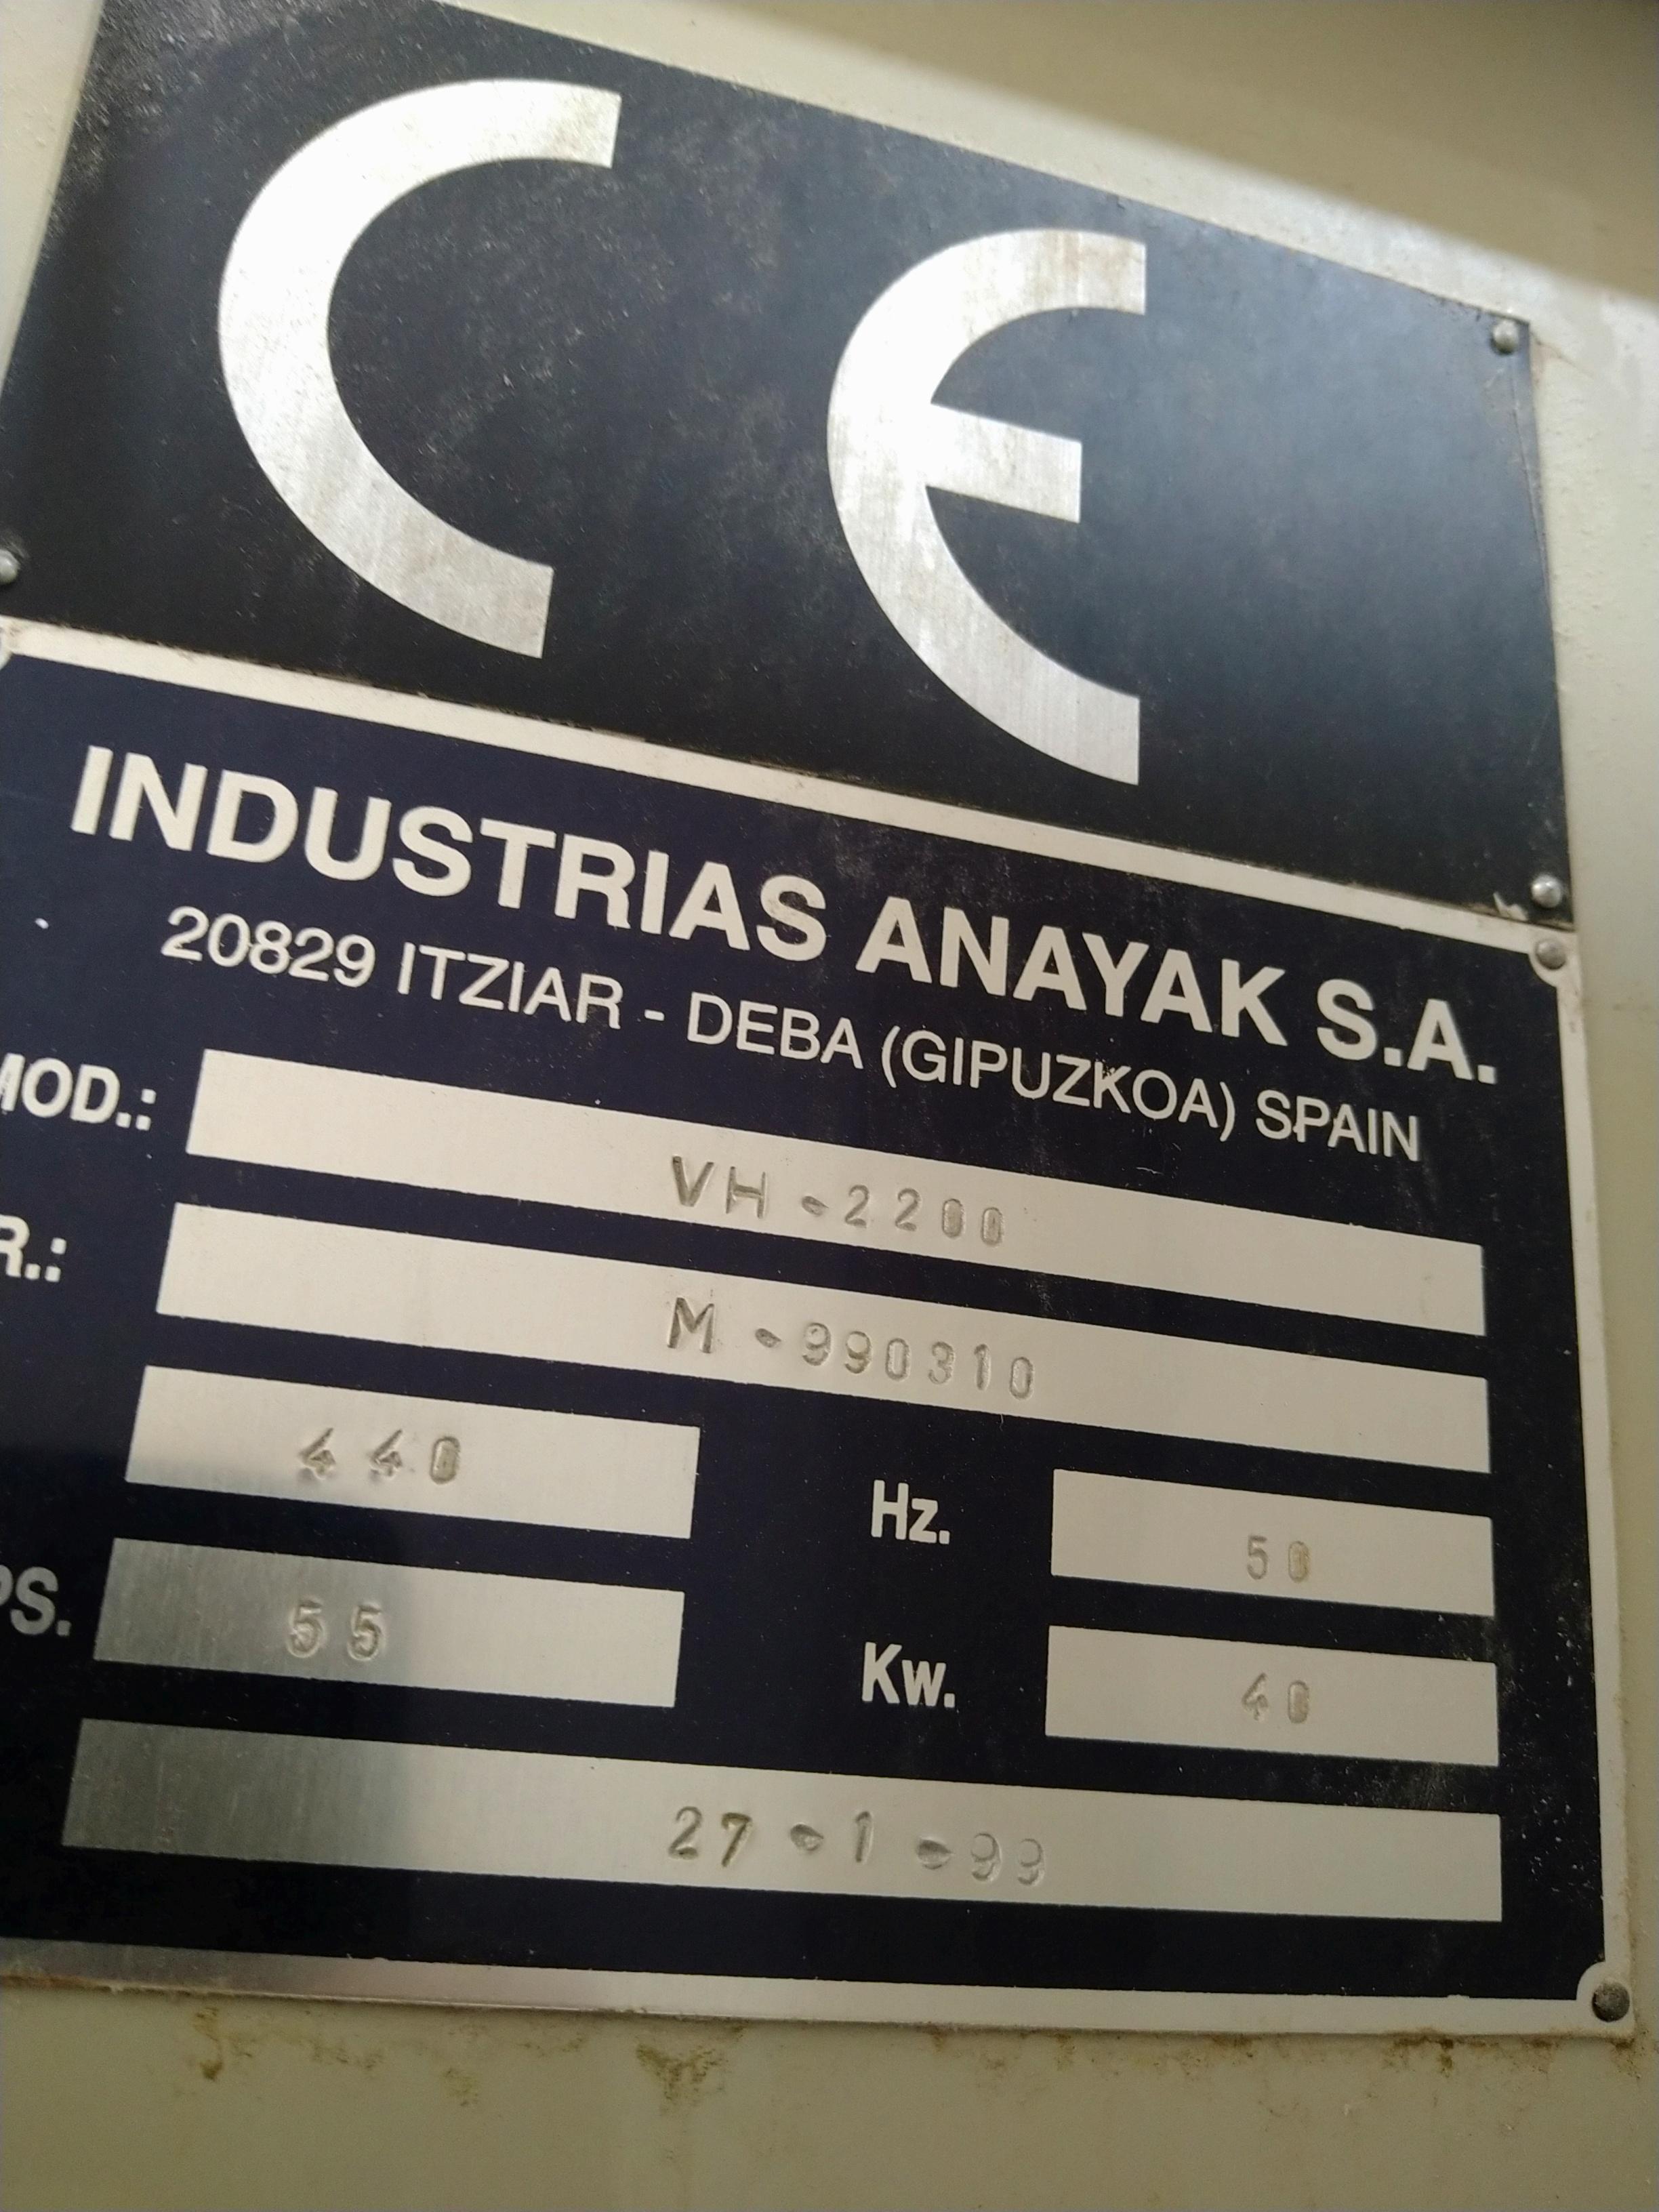 CE
INDUSTRIAS ANAYAK S.A.
20829 ITZIAR - DEBA (GIPUZKOA) SPAIN
MOD.: VH-2200
R.: M-990310
440 Hz. 50
PS. 55 Kw. 40
27-1-99